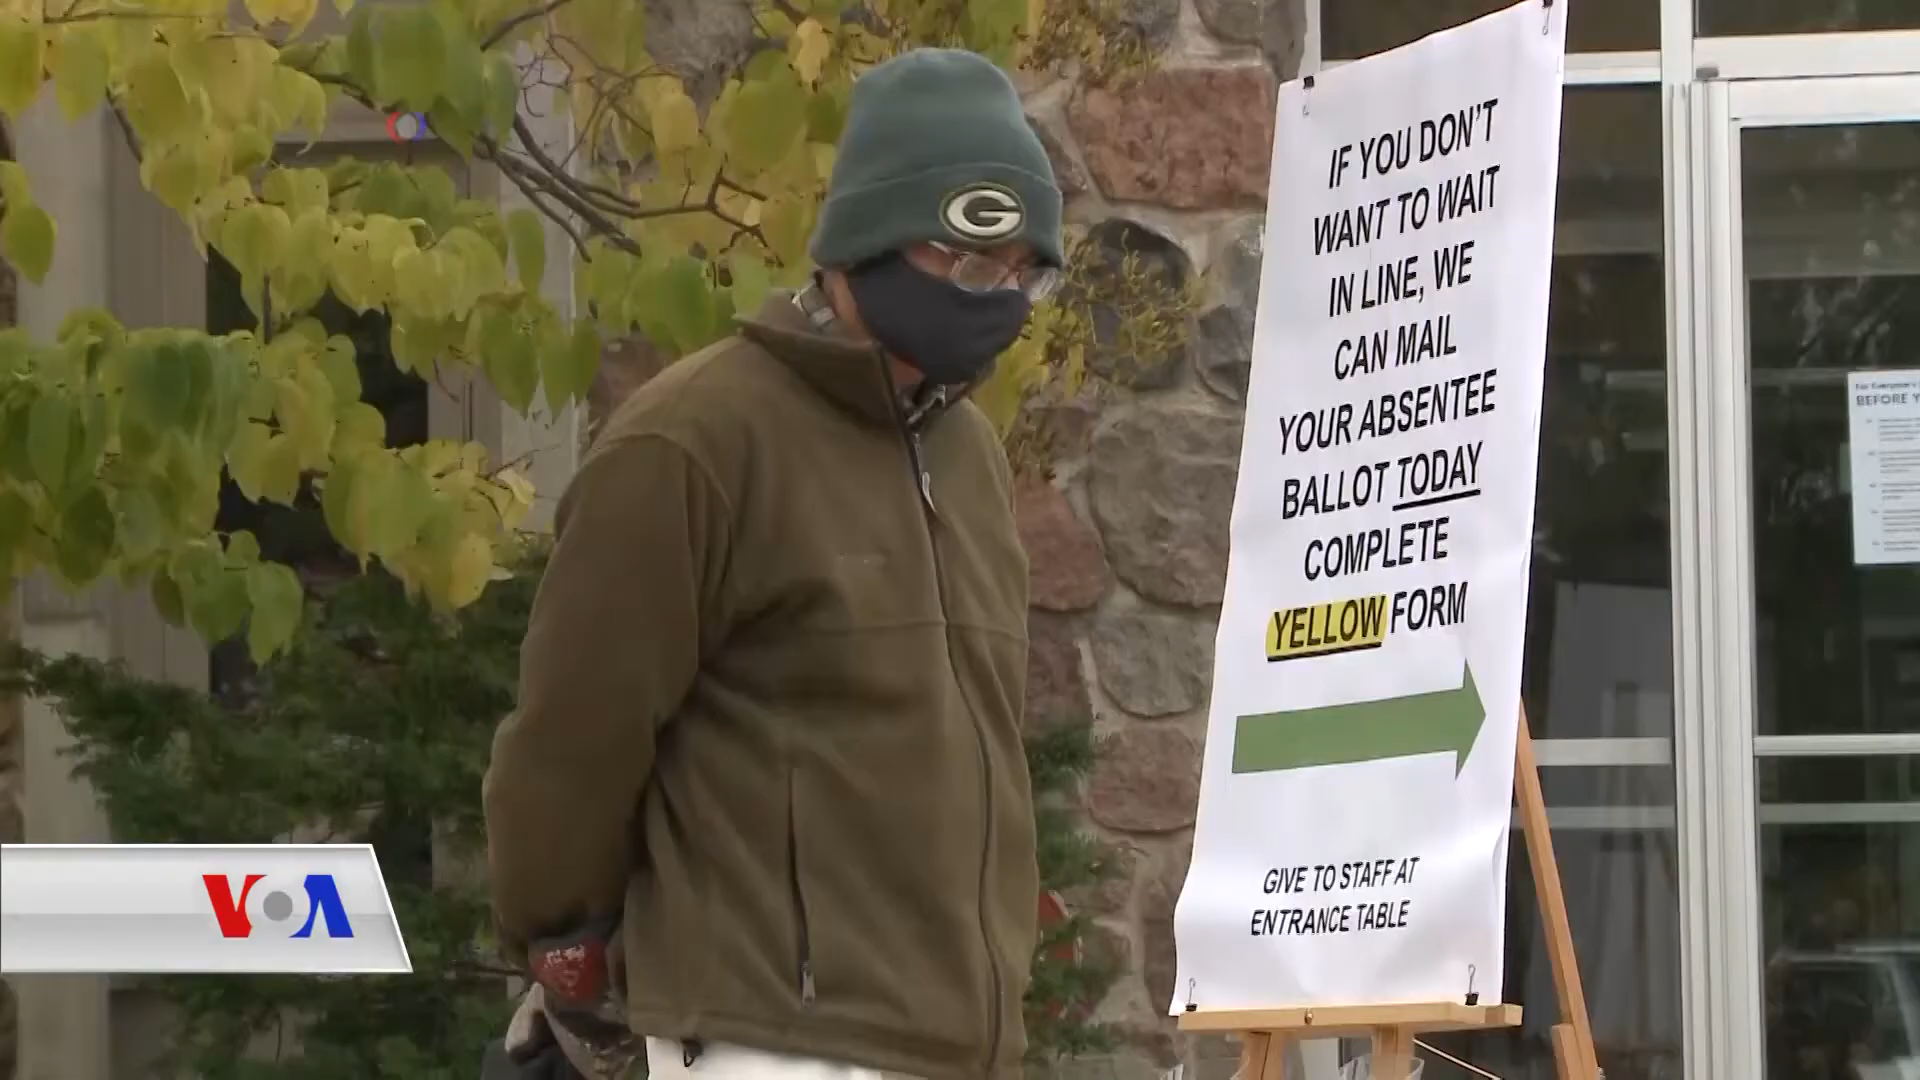 G
IF YOU DON'T
WANT TO WAIT
IN LINE, WE
CAN MAIL
YOUR ABSENTEE
BALLOT TODAY
COMPLETE
YELLOW FORM
GIVE TO STAFF AT
ENTRANCE TABLE
BEFORE
VOA